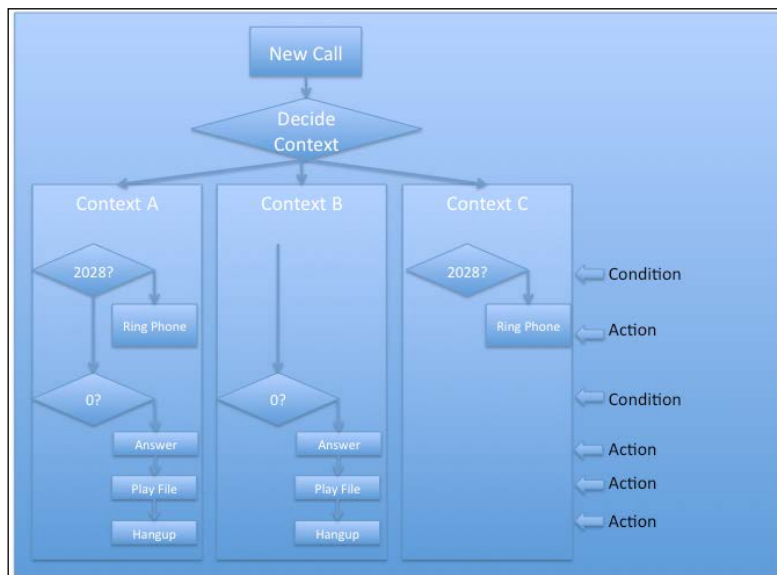 New Call
Decide
Context
Context A
Context B
Context C
2028?
2028?
Condition
Ring Phone
Ring Phone
Action
0?
0?
Condition
Answer
Answer
Action
Play File
Play File
Action
Hangup
Hangup
Action